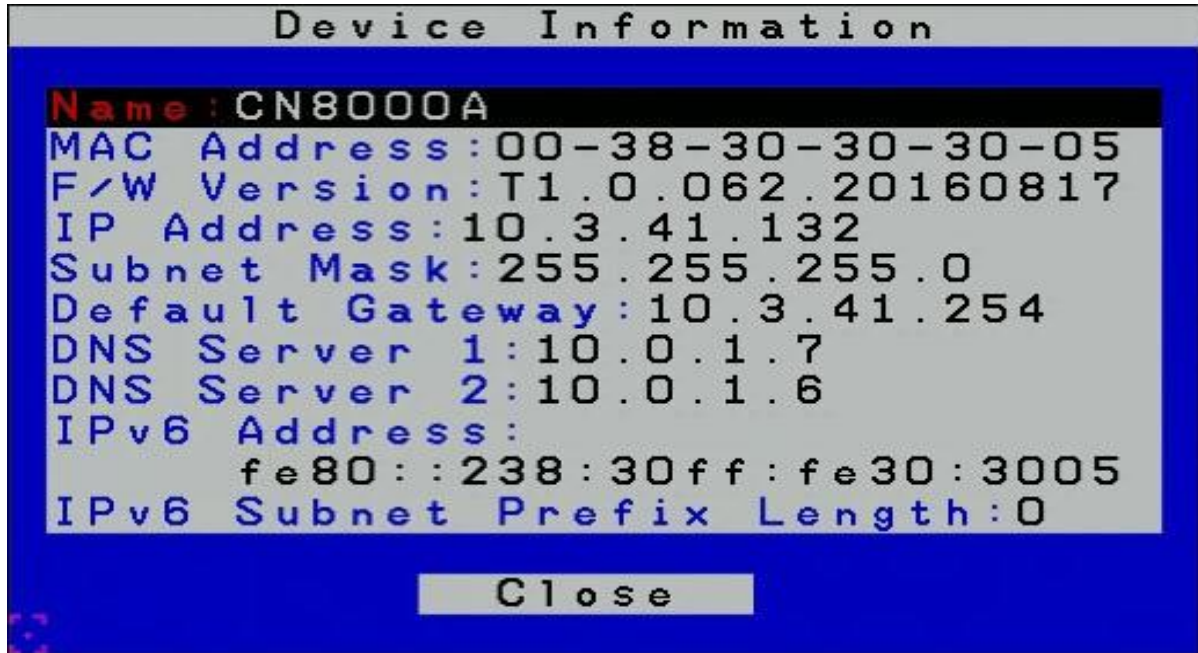 Device Information
Name:CN8000A
MAC Address:00-38-30-30-30-05
F/W Version:T1.0.062.20160817
IP Address:10.3.41.132
Subnet Mask:255.255.255.0
Default Gateway:10.3.41.254
DNS Server 1:10.0.1.7
DNS Server 2:10.0.1.6
IPv6 Address:
fe80::238:30ff:fe30:3005
IPv6 Subnet Prefix Length:0
Close